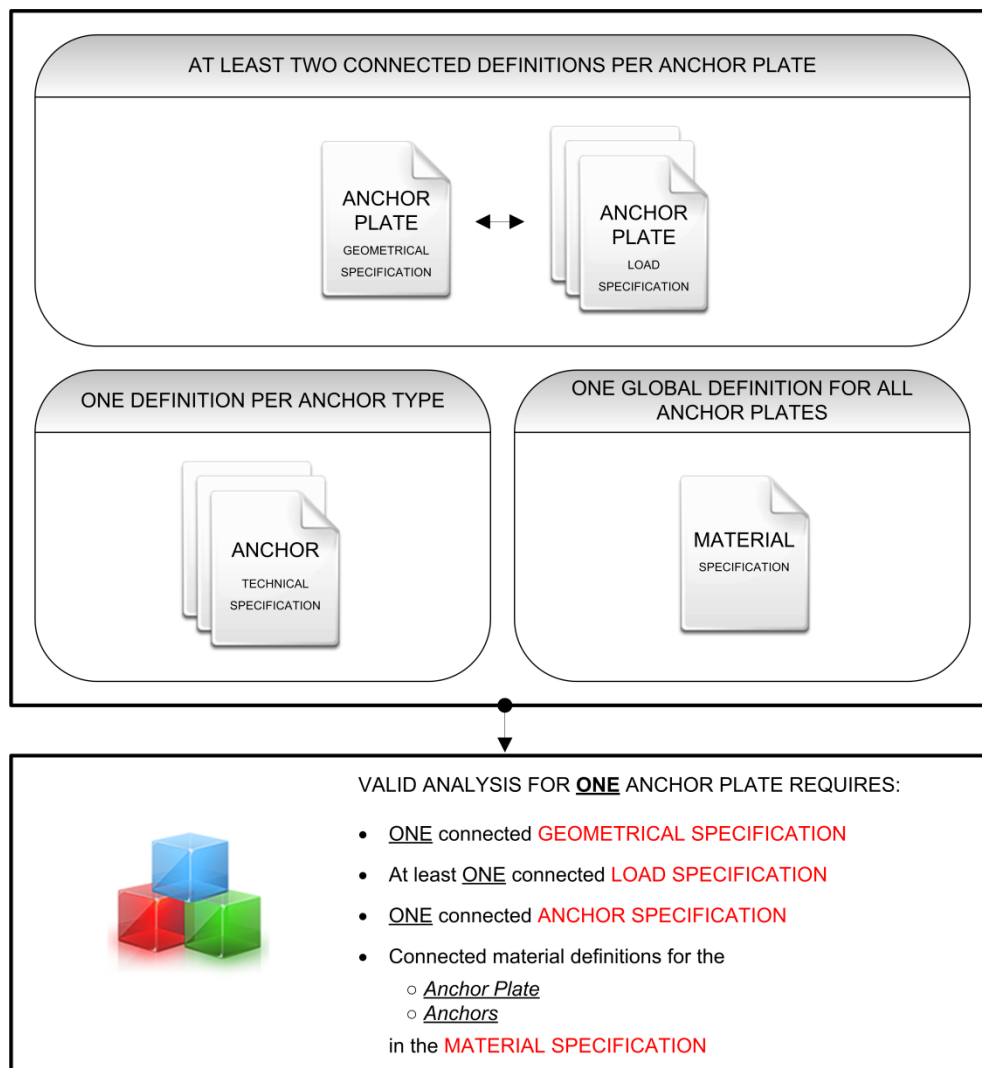 AT LEAST TWO CONNECTED DEFINITIONS PER ANCHOR PLATE
ANCHOR
PLATE
GEOMETRICAL
SPECIFICATION
ANCHOR
PLATE
LOAD
SPECIFICATION
ONE DEFINITION PER ANCHOR TYPE
ANCHOR
TECHNICAL
SPECIFICATION
ONE GLOBAL DEFINITION FOR ALL
ANCHOR PLATES
MATERIAL
SPECIFICATION
VALID ANALYSIS FOR ONE ANCHOR PLATE REQUIRES:
• ONE connected GEOMETRICAL SPECIFICATION
• At least ONE connected LOAD SPECIFICATION
• ONE connected ANCHOR SPECIFICATION
• Connected material definitions for the
○ Anchor Plate
○ Anchors
in the MATERIAL SPECIFICATION